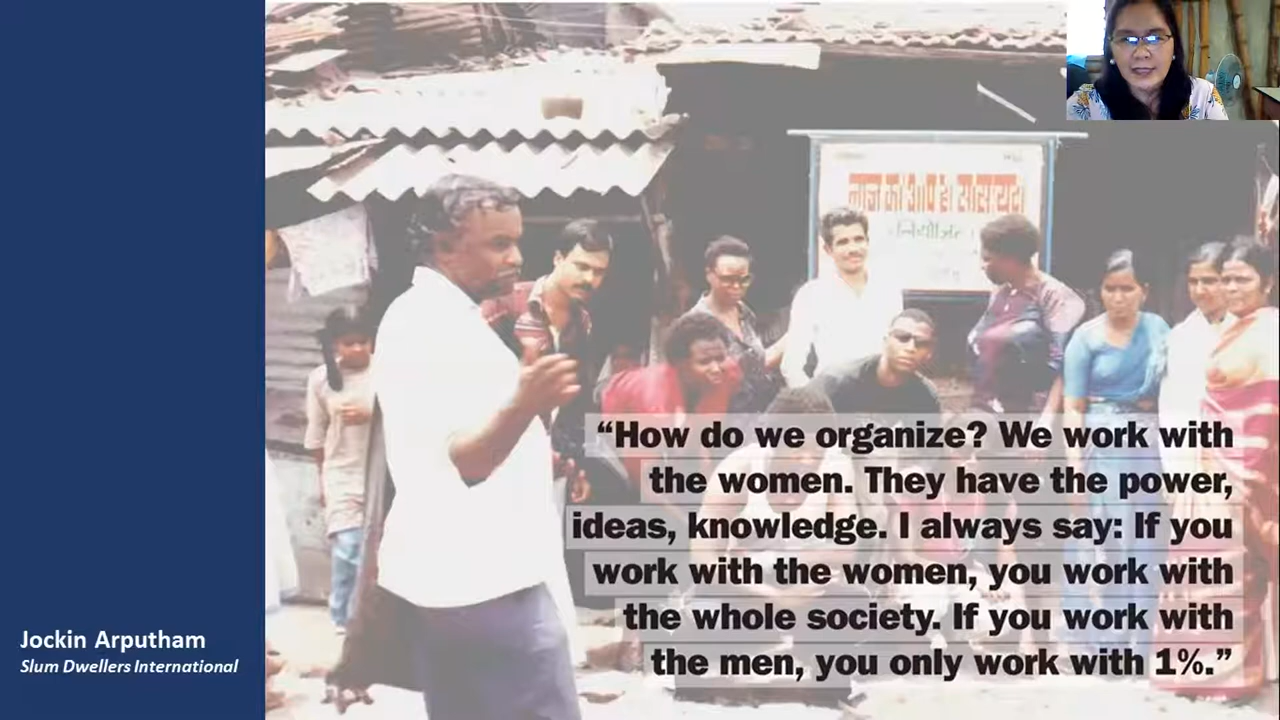 “How do we organize? We work with
the women. They have the power,
ideas, knowledge. I always say: If you
work with the women, you work with
the whole society. If you work with
the men, you only work with 1%.”
Jockin Arputham
Slum Dwellers International